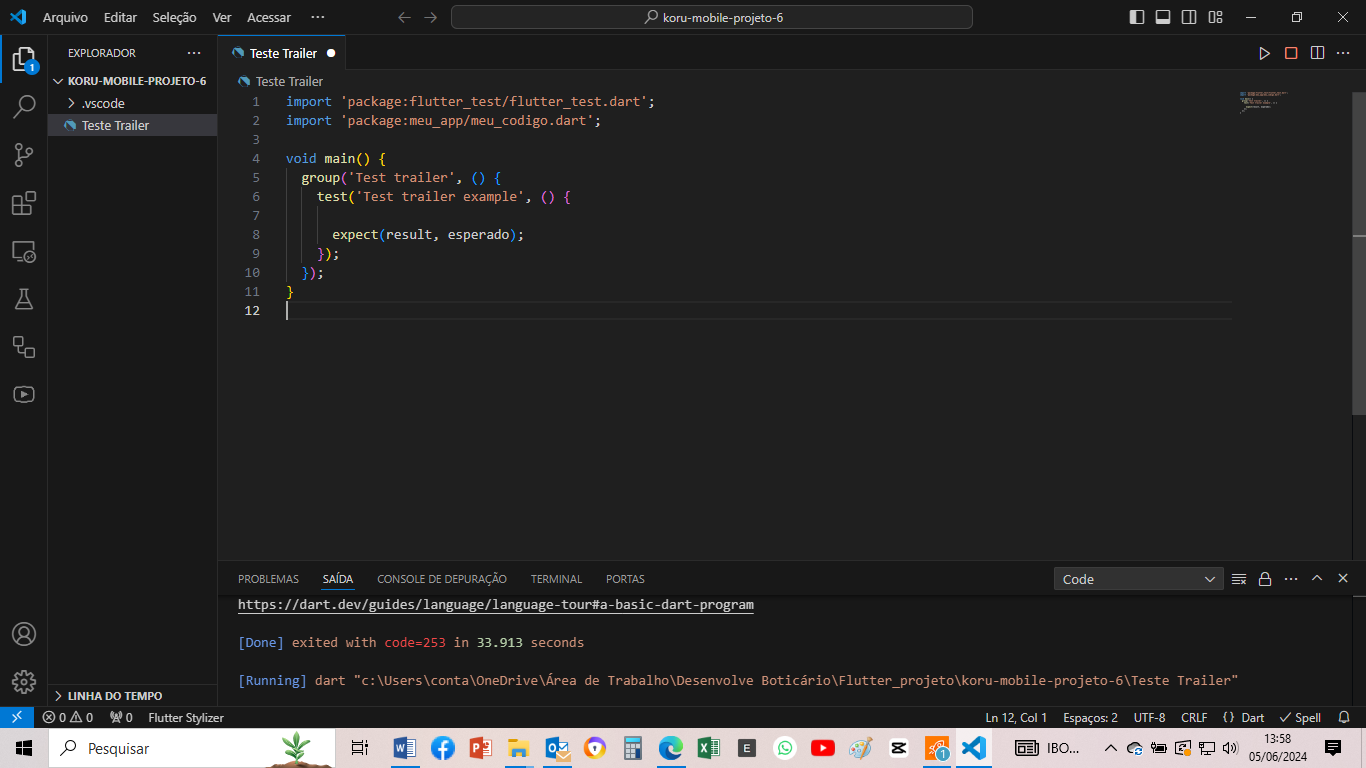 Arquivo Editar Seleção Ver Acessar ···
koru-mobile-projeto-6
EXPLORADOR ···
Teste Trailer
KORU-MOBILE-PROJETO-6
.vscode
Teste Trailer
1
Teste Trailer
1 import 'package:flutter_test/flutter_test.dart';
2 import 'package:meu_app/meu_codigo.dart';
3
4 void main() {
5 group('Test trailer', () {
6 test('Test trailer example', () {
7
8 expect(result, esperado);
9 });
10 });
11 }
12
PROBLEMAS SAÍDA CONSOLE DE DEPURAÇÃO TERMINAL PORTAS
Code
https://dart.dev/guides/language/language-tour#a-basic-dart-program
[Done] exited with code=253 in 33.913 seconds
[Running] dart "c:\Users\conta\OneDrive\Área de Trabalho\Desenvolve Boticário\Flutter_projeto\koru-mobile-projeto-6\Teste Trailer"
LINHA DO TEMPO
0 0 0 Flutter Stylizer
Ln 12, Col 1 Espaços: 2 UTF-8 CRLF {} Dart Spell
Pesquisar
E
1
IBO...
13:58
05/06/2024